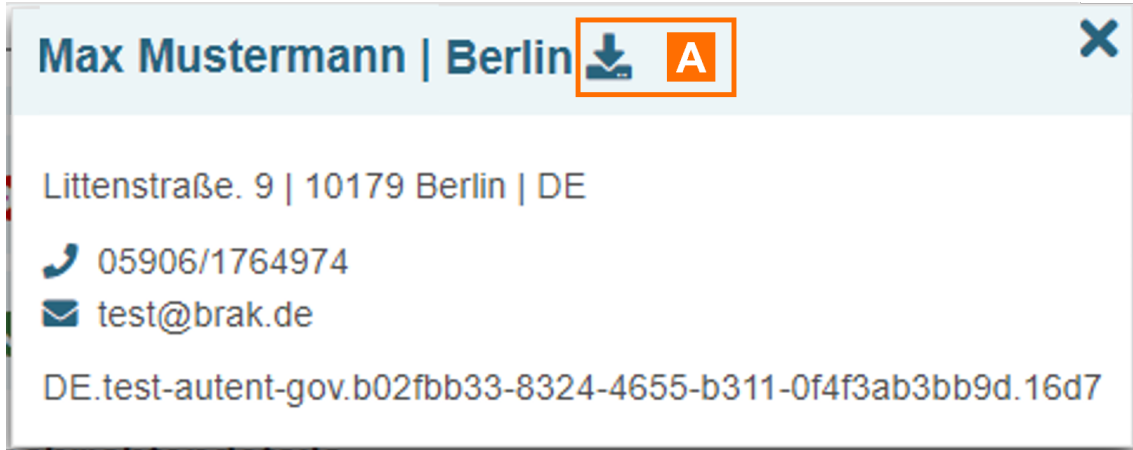 Max Mustermann | Berlin A
Littenstraße. 9 | 10179 Berlin | DE
05906/1764974
test@brak.de
DE.test-autent-gov.b02fbb33-8324-4655-b311-0f4f3ab3bb9d.16d7